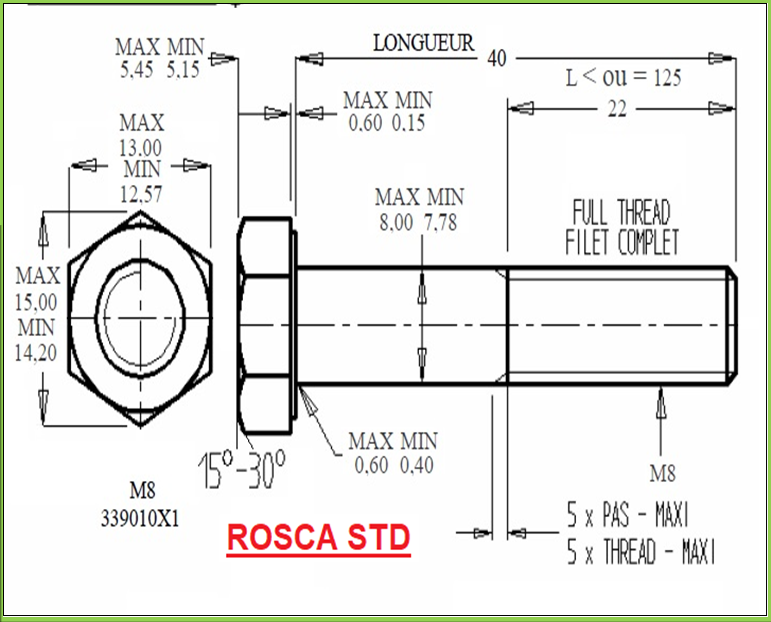 LONGUEUR
40
MAX MIN
5,45 5,15
L < ou = 125
22
MAX MIN
0,60 0,15
MAX
13,00
MIN
12,57
MAX MIN
8,00 7,78
FULL THREAD
FILET COMPLET
MAX
15,00
MIN
14,20
MAX MIN
0,60 0,40
15°-30°
M8
M8
339010X1
ROSCA STD
5 x PAS - MAXI
5 x THREAD - MAXI